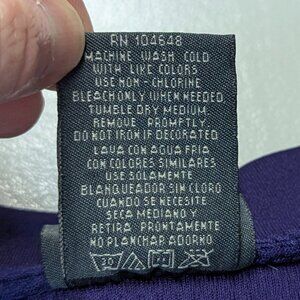 RN 104648
MACHINE WASH COLD
WITH LIKE COLORS
USE NON-CHLORINE
BLEACH ONLY WHEN NEEDED
TUMBLE DRY MEDIUM
REMOVE PROMPTLY.
DO NOT IRON IF DECORATED
LAVA CON AGUA FRIA
CON COLORES SIMILARES
USE SOLAMENTE
BLANQUEADOR SIN CLORO
CUANDO SE NECESITE
SECA MEDIANO Y
RETIRA PRONTAMENTE
NO PLANCHAR ADORNO
30